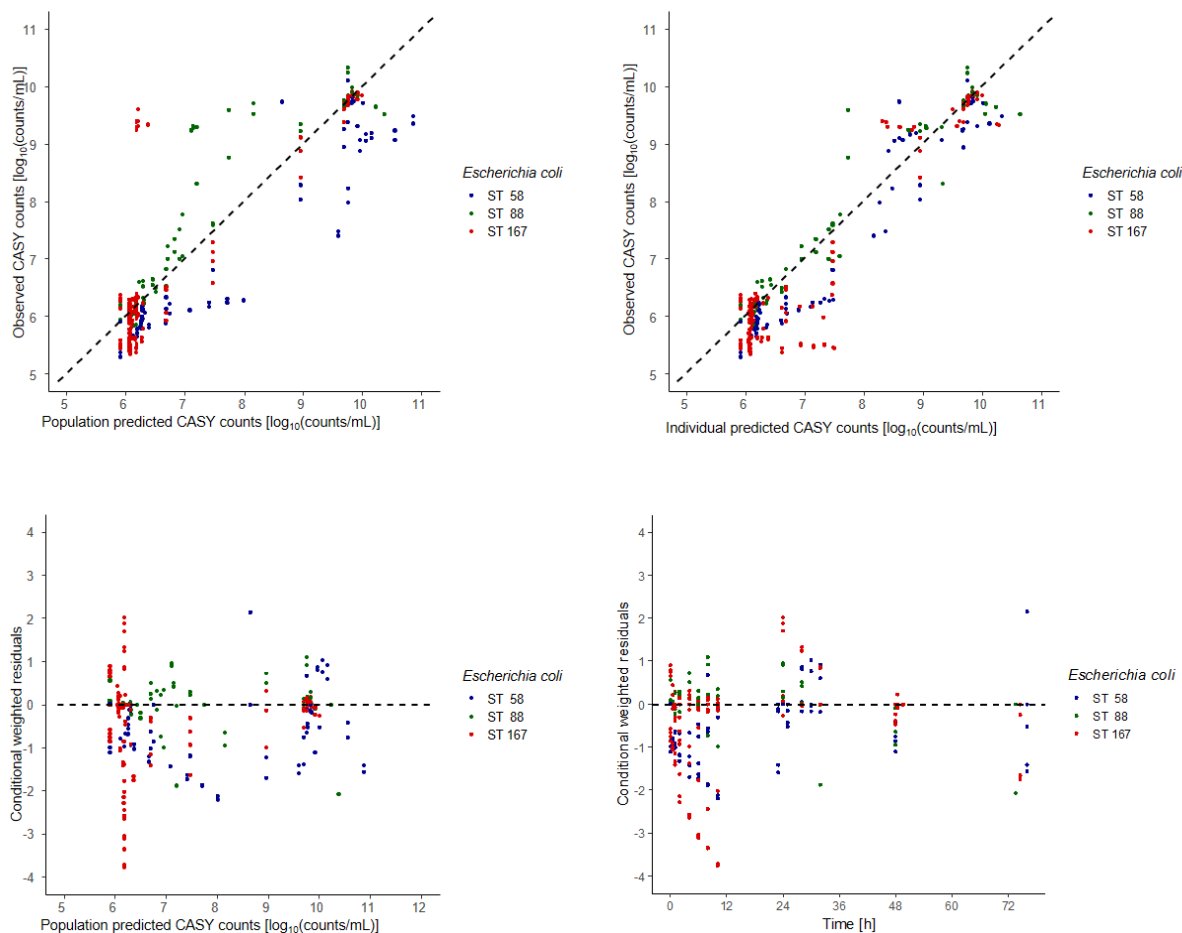 Observed CASY counts [log10(counts/mL)]
11
10
9
8
7
6
5
5 6 7 8 9 10 11
Population predicted CASY counts [log10(counts/mL)]
Escherichia coli
ST 58
ST 88
ST 167
Observed CASY counts [log10(counts/mL)]
11
10
9
8
7
6
5
5 6 7 8 9 10 11
Individual predicted CASY counts [log10(counts/mL)]
Escherichia coli
ST 58
ST 88
ST 167
Conditional weighted residuals
4
3
2
1
0
-1
-2
-3
-4
5 6 7 8 9 10 11 12
Population predicted CASY counts [log10(counts/mL)]
Escherichia coli
ST 58
ST 88
ST 167
Conditional weighted residuals
4
3
2
1
0
-1
-2
-3
-4
0 12 24 36 48 60 72
Time [h]
Escherichia coli
ST 58
ST 88
ST 167